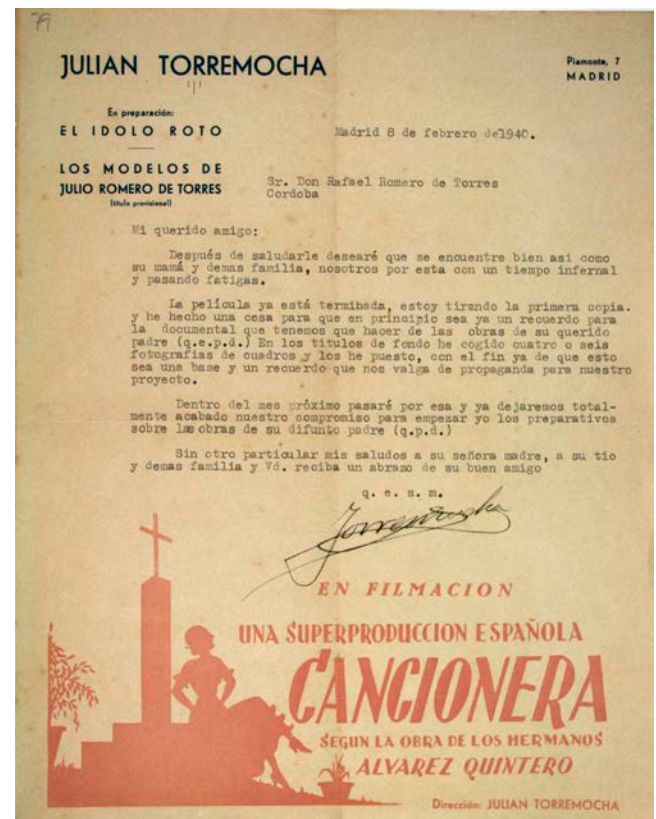 79
JULIAN TORREMOCHA
Piamonte, 7
MADRID
En preparación:
EL IDOLO ROTO
LOS MODELOS DE
JULIO ROMERO DE TORRES
(título provisional)
Madrid 8 de febrero de1940.
Sr. Don Rafael Romero de Torres
Cordoba
Mi querido amigo:
Después de saludarle desearé que se encuentre bien asi como
su mamá y demas familia, nosotros por esta con un tiempo infernal
y pasando fatigas.
La película ya está terminada, estoy tirando la primera copia.
y he hecho una cosa para que en principio sea ya un recuerdo para
la documental que tenemos que hacer de las obras de su querido
padre (q.e.p.d.) En los titulos de fondo he cogido cuatro o seis
fotografias de cuadros y los he puesto, con el fin ya de que esto
sea una base y un recuerdo que nos valga de propaganda para nuestro
proyecto.
Dentro del mes próximo pasaré por esa y ya dejaremos total-
mente acabado nuestro compromiso para empezar yo los preparativos
sobre las obras de su difunto padre (q.p.d.)
Sin otro particular mis saludos a su señora madre, a su tio
y demas familia y Vd. reciba un abrazo de su buen amigo
q. e. s. m.
Torremocha
EN FILMACION
UNA SUPERPRODUCCION ESPAÑOLA
CANCIONERA
SEGUN LA OBRA DE LOS HERMANOS
ALVAREZ QUINTERO
Dirección: JULIAN TORREMOCHA